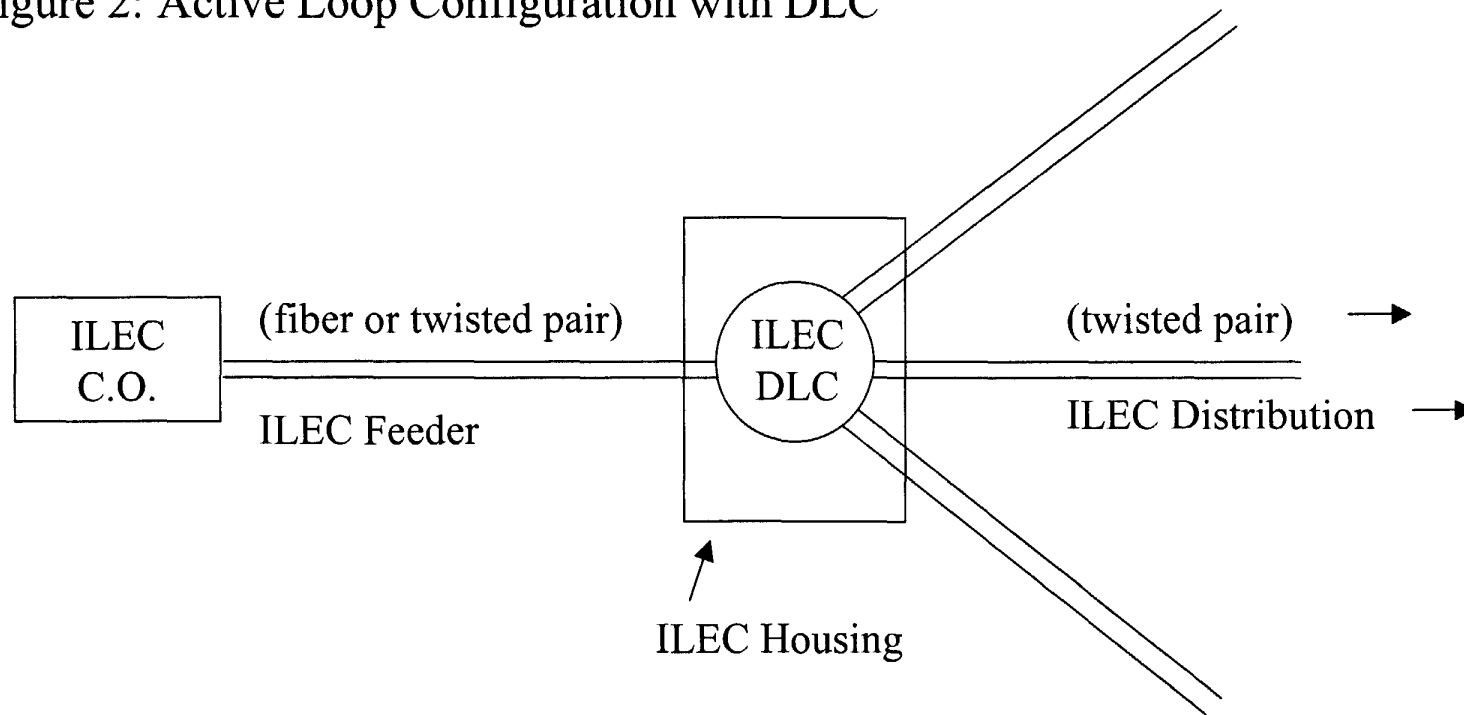 igure 2: Active Loop Configuration with DLC
ILEC
C.O.
(fiber or twisted pair)
ILEC Feeder
ILEC
DLC
(twisted pair)
ILEC Distribution
ILEC Housing